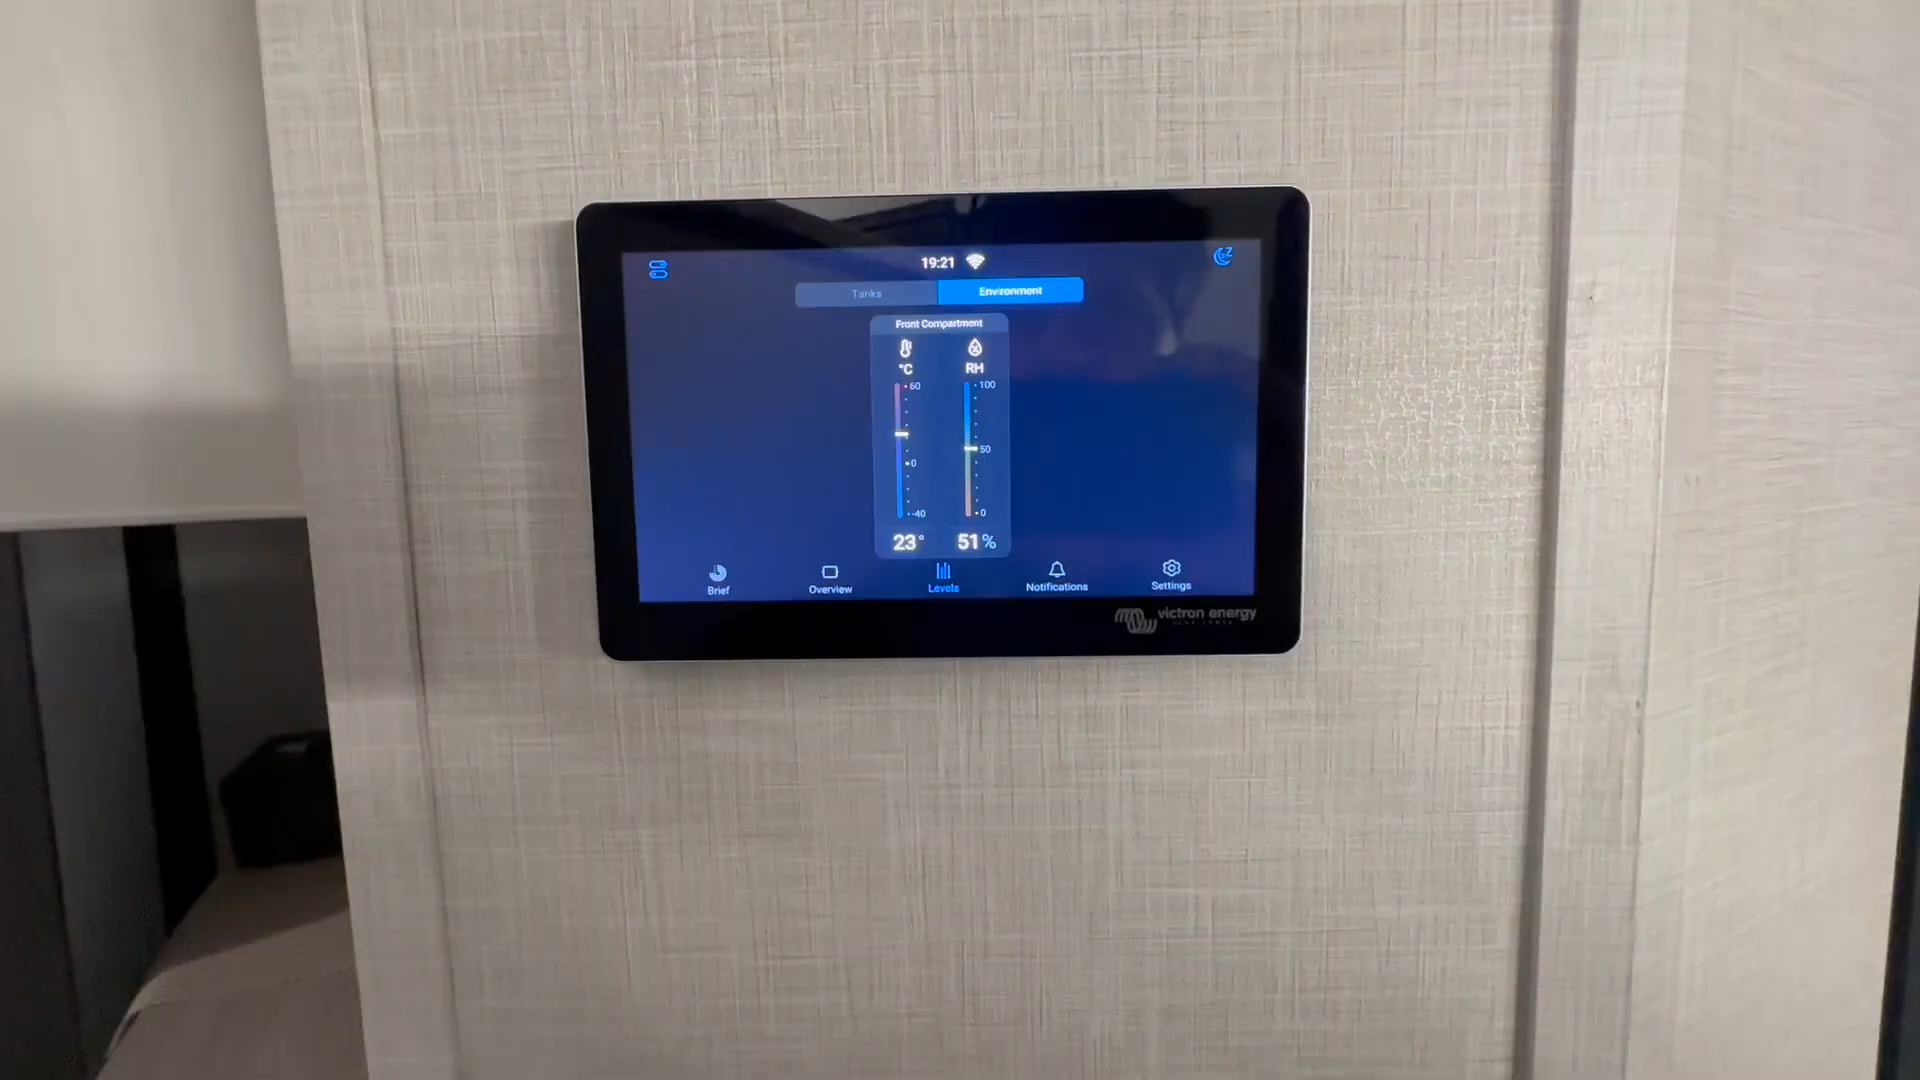 19:21
Tanks
Environment
Front Compartment
°C
RH
60
100
0
50
-40
0
23°
51%
Brief
Overview
Levels
Notifications
Settings
victron energy